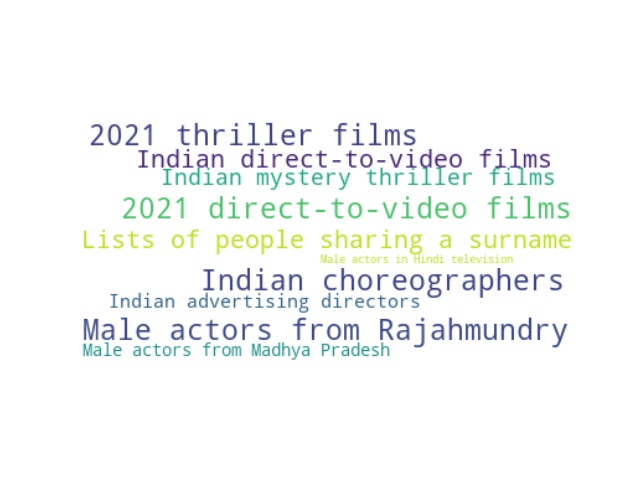 2021 thriller films
Indian direct-to-video films
Indian mystery thriller films
2021 direct-to-video films
Lists of people sharing a surname
Male actors in Hindi television
Indian choreographers
Indian advertising directors
Male actors from Rajahmundry
Male actors from Madhya Pradesh